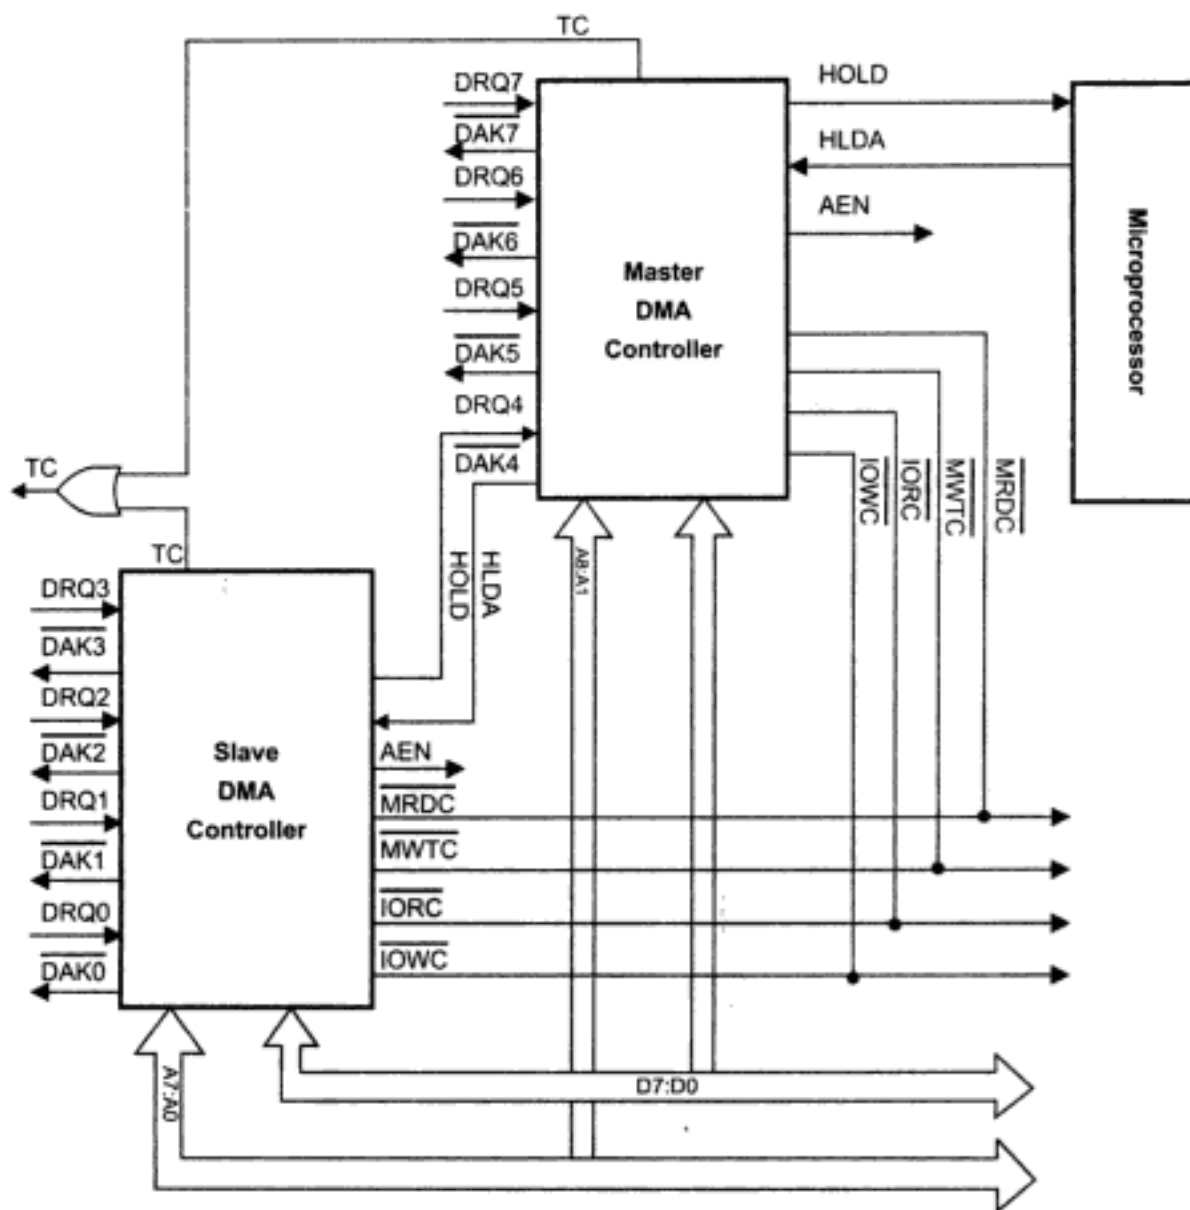 TC
DRQ7
HOLD
DAK7
HLDA
DRQ6
AEN
DAK6
Master
DMA
Controller
DRQ5
DAK5
DRQ4
DAK4
Microprocessor
IOWC
IORC
MWTC
MRDC
TC
TC
HOLD
HLDA
A8:A1
DRQ3
DAK3
DRQ2
DAK2
DRQ1
DAK1
DRQ0
DAK0
Slave
DMA
Controller
AEN
MRDC
MWTC
IORC
IOWC
A7:A0
D7:D0